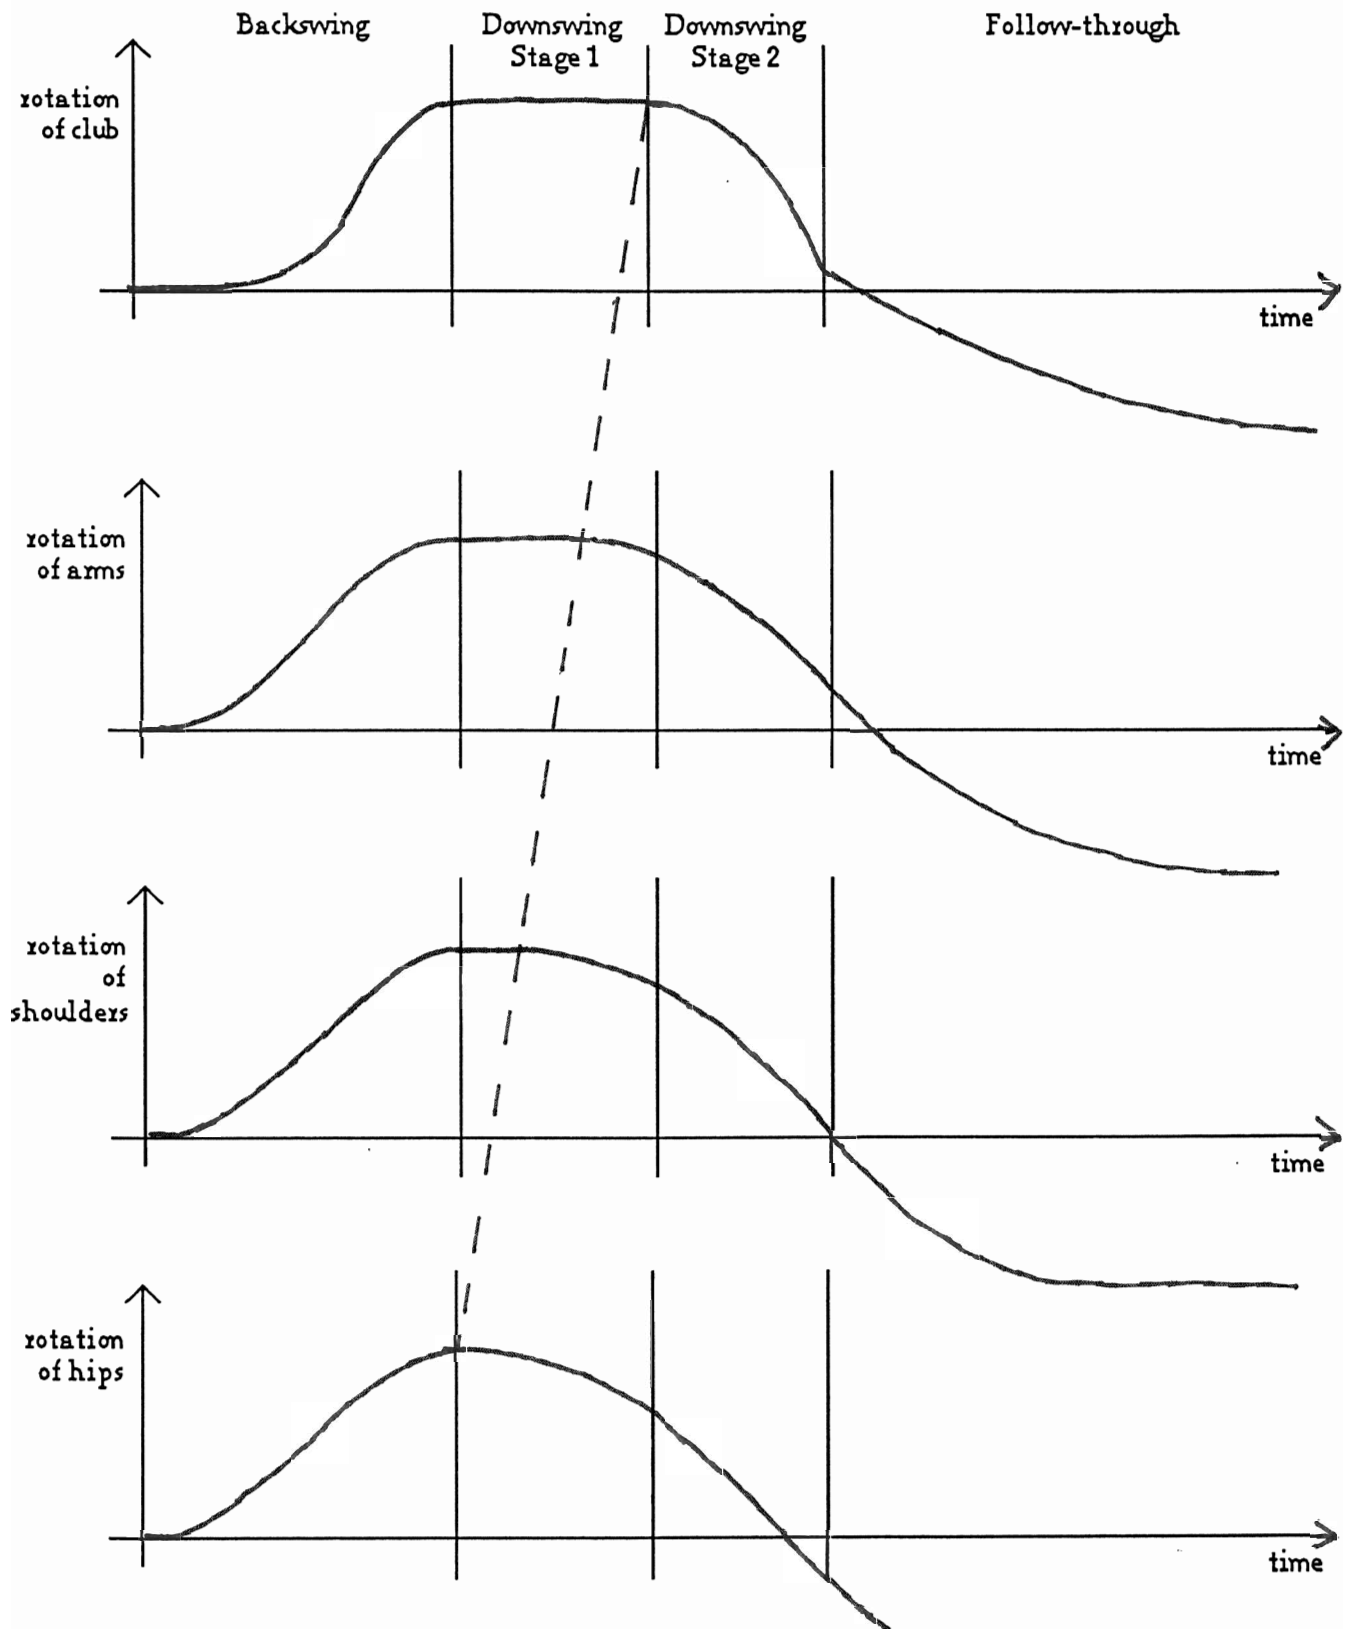 Backswing
Downswing
Stage 1
Downswing
Stage 2
Follow-through
rotation
of club
time
rotation
of arms
time
rotation
of
shoulders
time
rotation
of hips
time